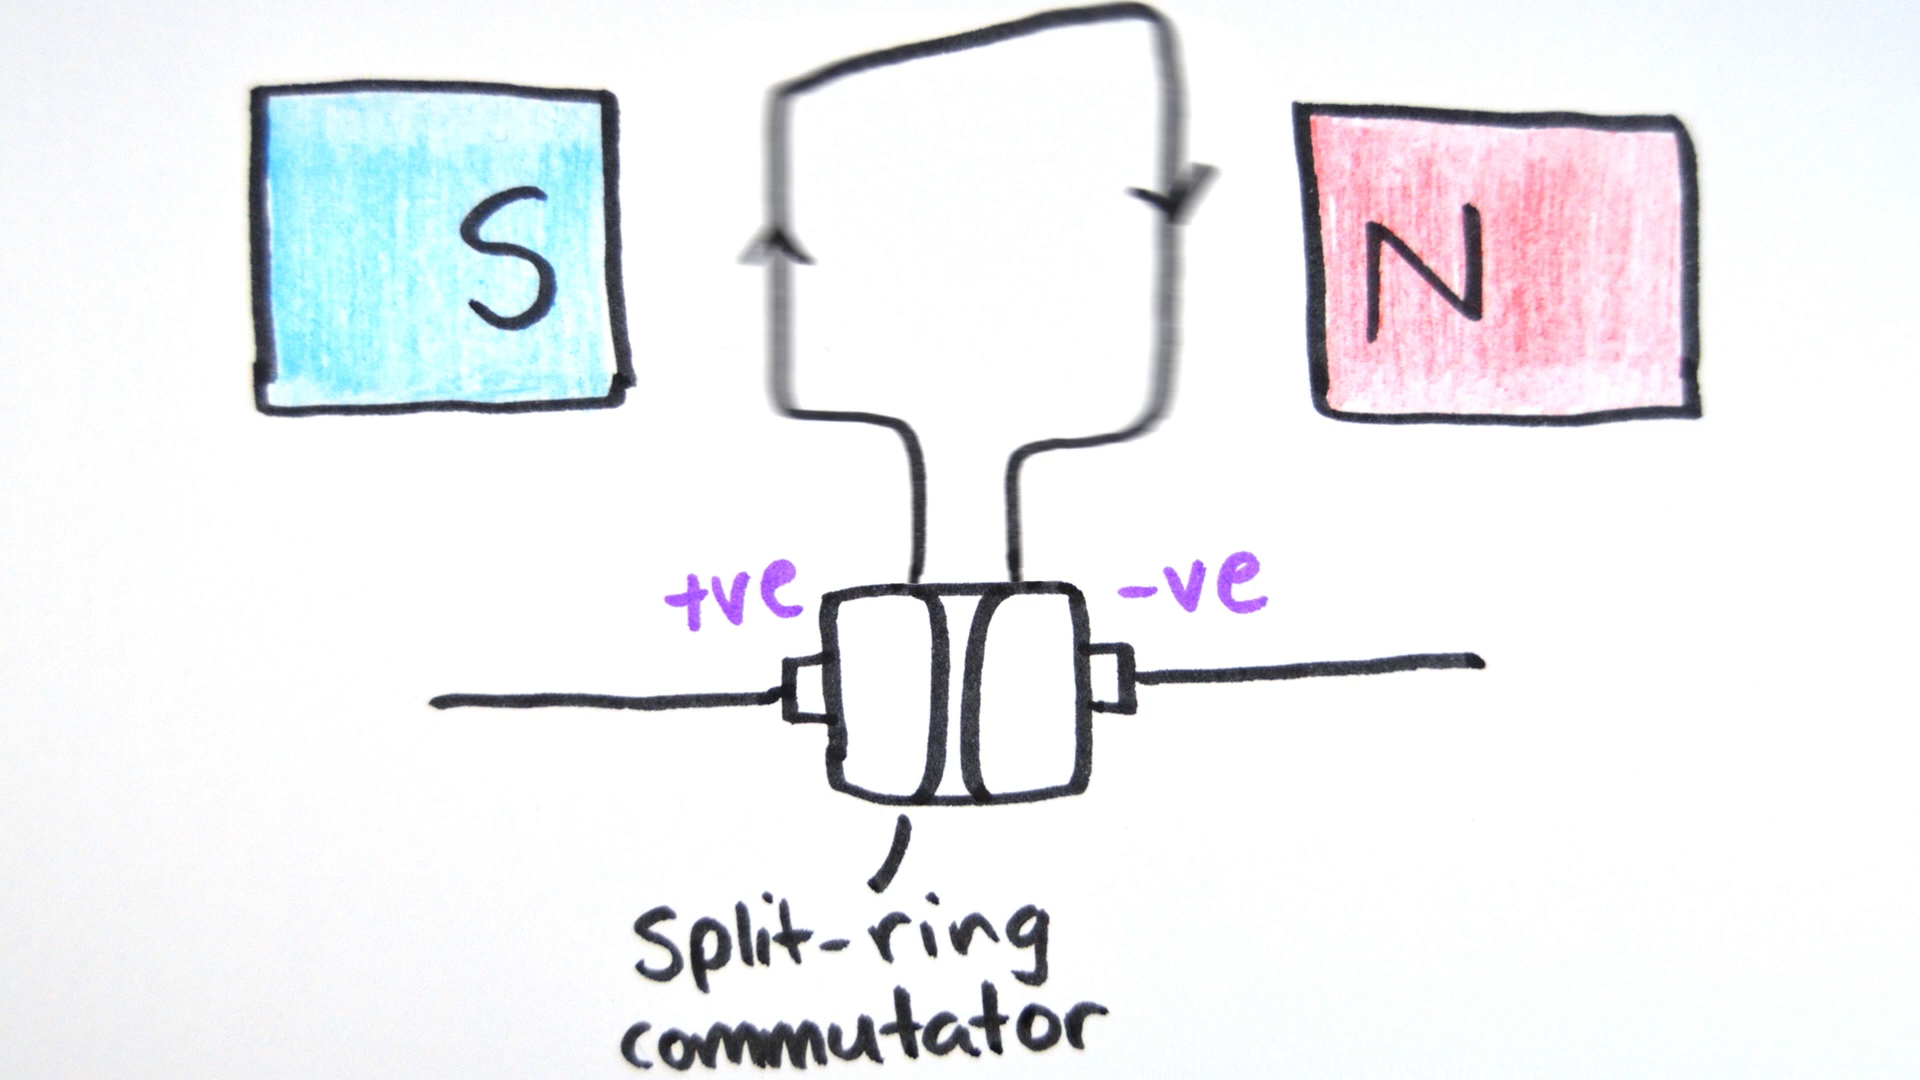 S
N
+ve
-ve
Split-ring
commutator